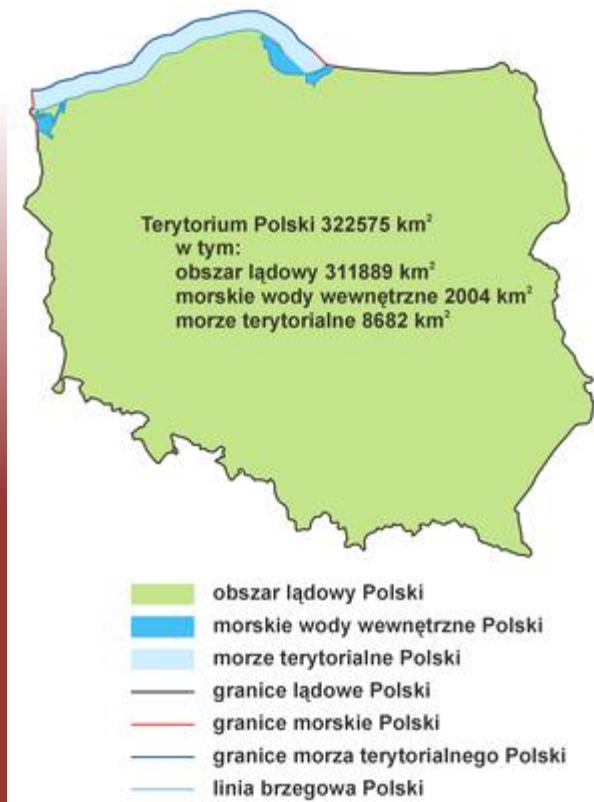 Terytorium Polski 322575 km²
w tym:
obszar lądowy 311889 km²
morskie wody wewnętrzne 2004 km²
morze terytorialne 8682 km²
obszar lądowy Polski
morskie wody wewnętrzne Polski
morze terytorialne Polski
granice lądowe Polski
granice morskie Polski
granice morza terytorialnego Polski
linia brzegowa Polski